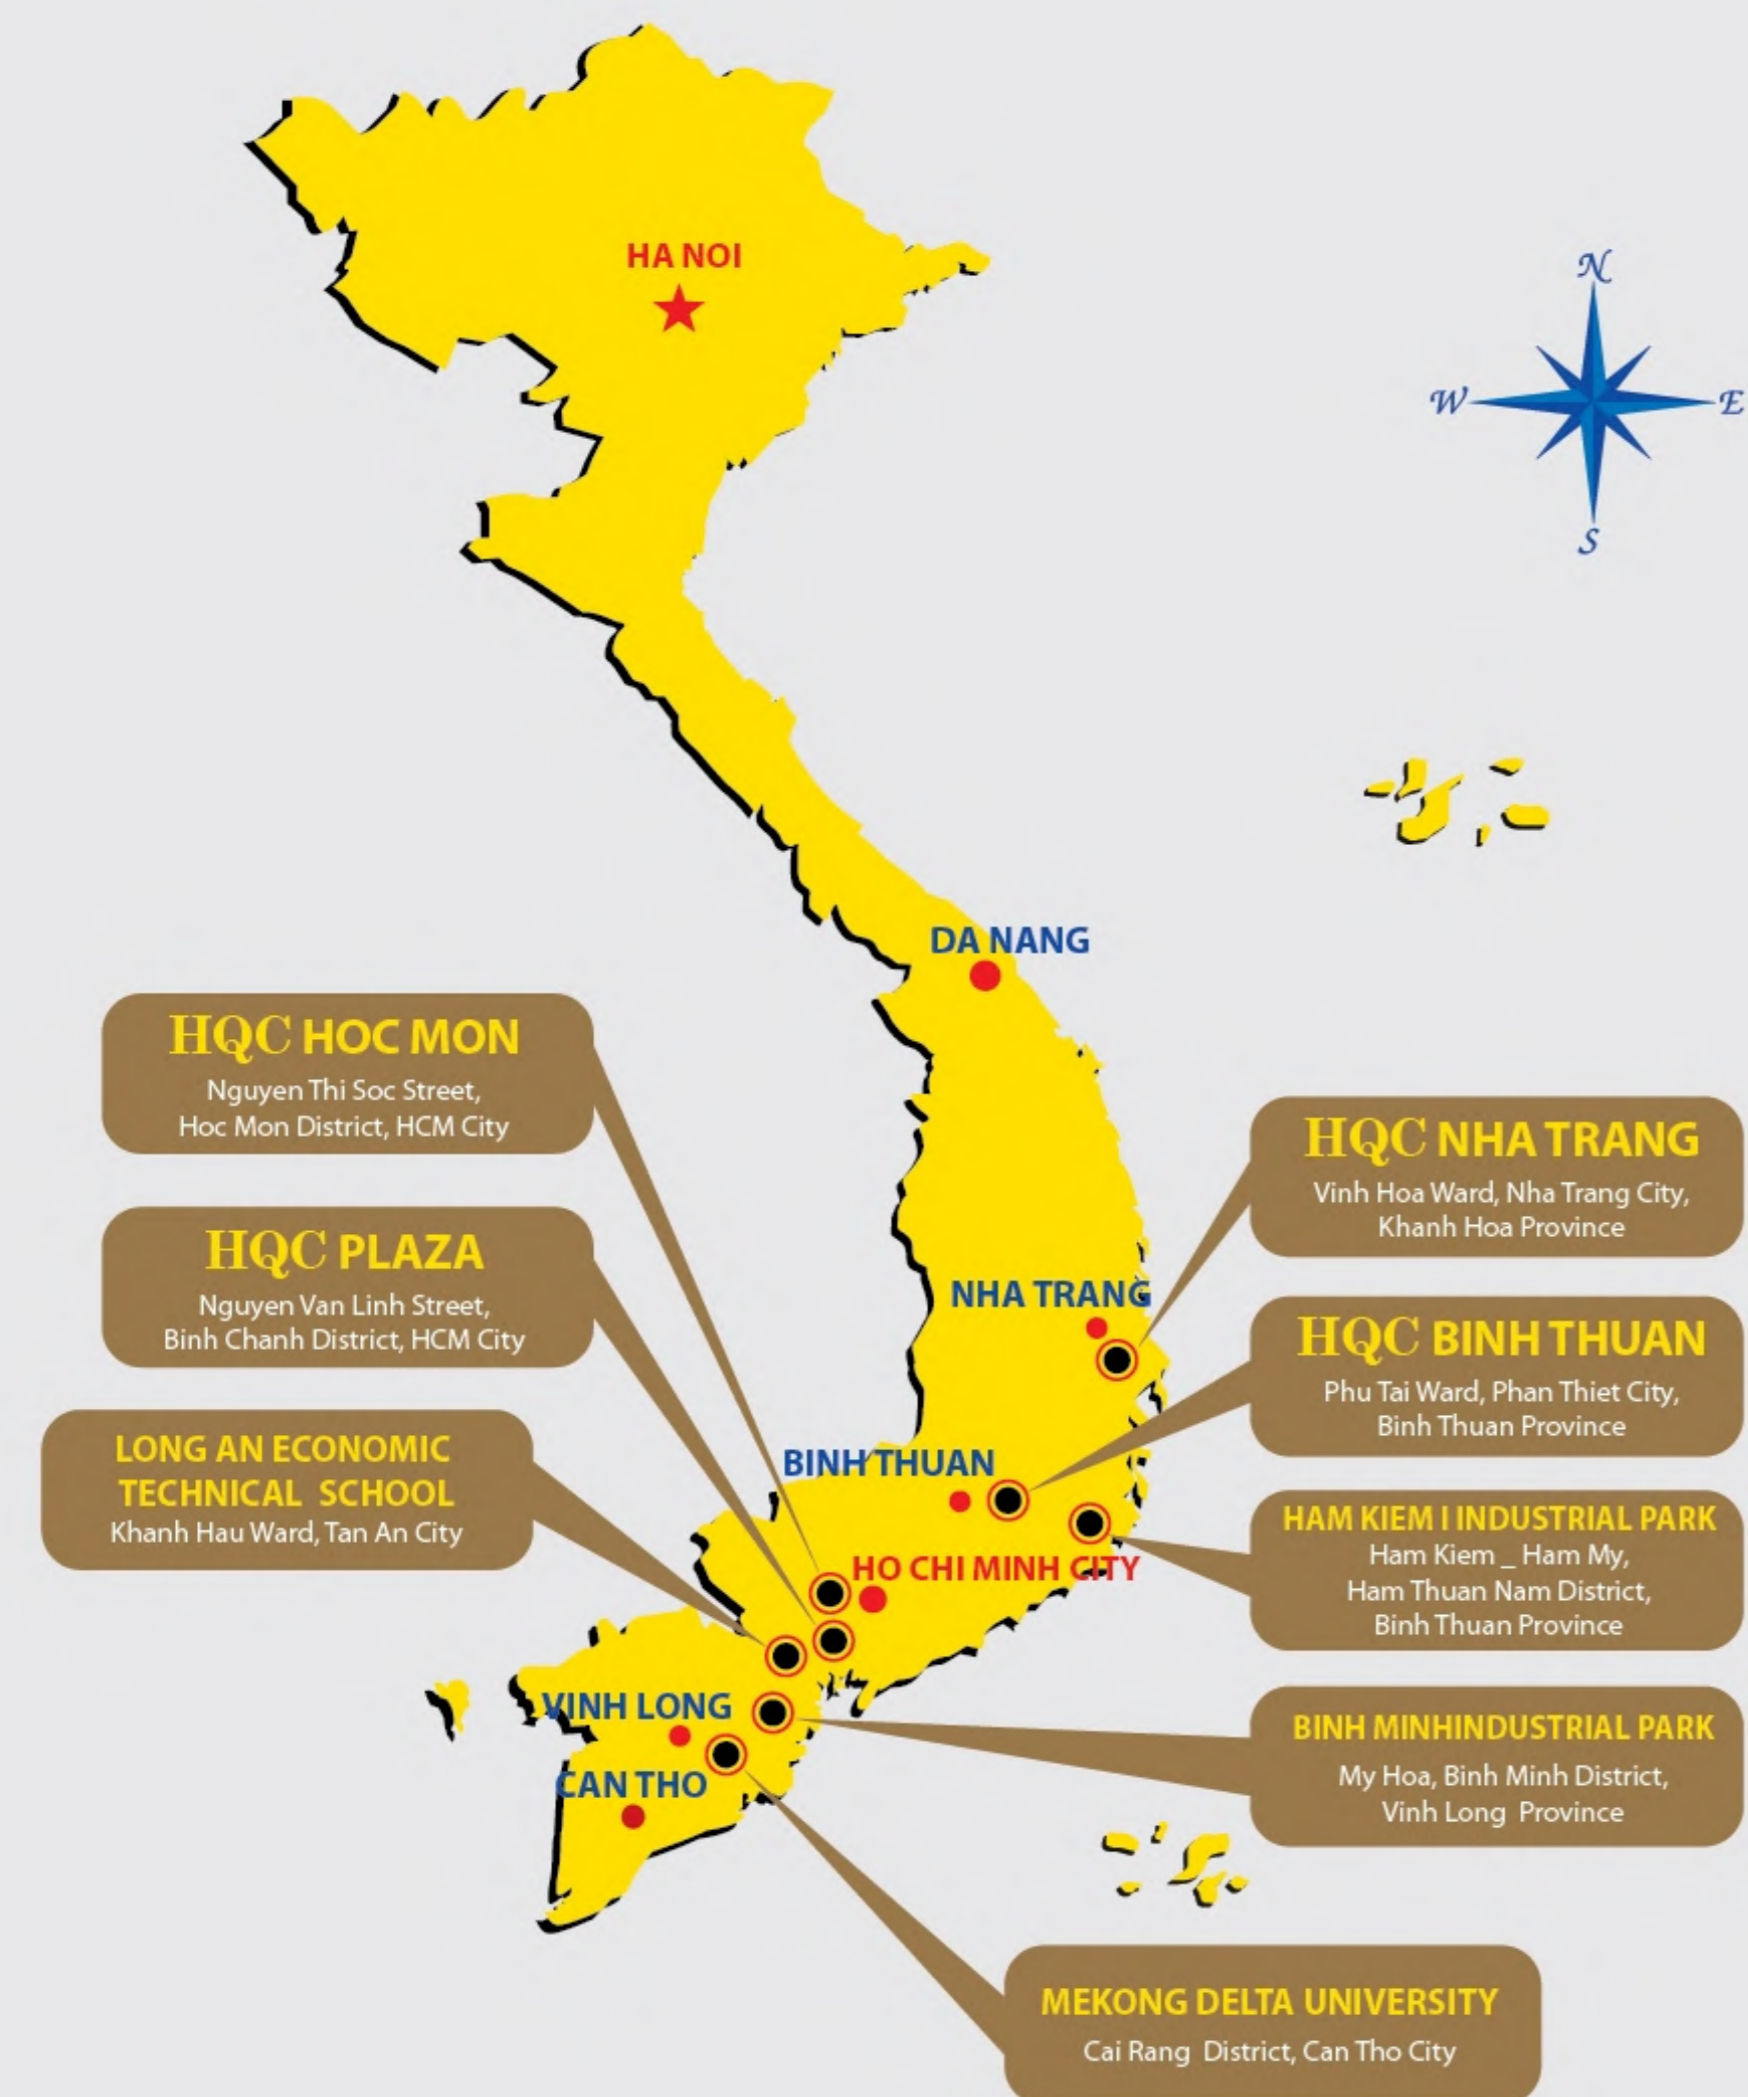 HA NOI
N
W
E
S
DA NANG
HQC HOC MON
Nguyen Thi Soc Street,
Hoc Mon District, HCM City
HQC PLAZA
Nguyen Van Linh Street,
Binh Chanh District, HCM City
LONG AN ECONOMIC
TECHNICAL SCHOOL
Khanh Hau Ward, Tan An City
HQC NHA TRANG
Vinh Hoa Ward, Nha Trang City,
Khanh Hoa Province
NHA TRANG
HQC BINH THUAN
Phu Tai Ward, Phan Thiet City,
Binh Thuan Province
BINH THUAN
HAM KIEM I INDUSTRIAL PARK
Ham Kiem _ Ham My,
Ham Thuan Nam District,
Binh Thuan Province
HO CHI MINH CITY
VINH LONG
CAN THO
BINH MINHINDUSTRIAL PARK
My Hoa, Binh Minh District,
Vinh Long Province
MEKONG DELTA UNIVERSITY
Cai Rang District, Can Tho City